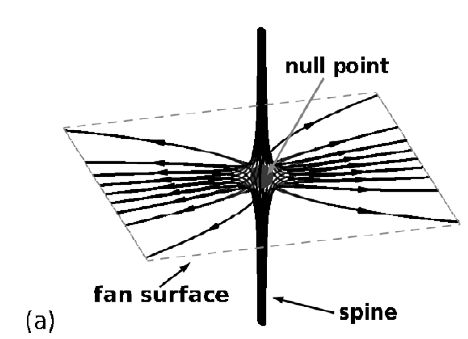 null point
fan surface
spine
(a)